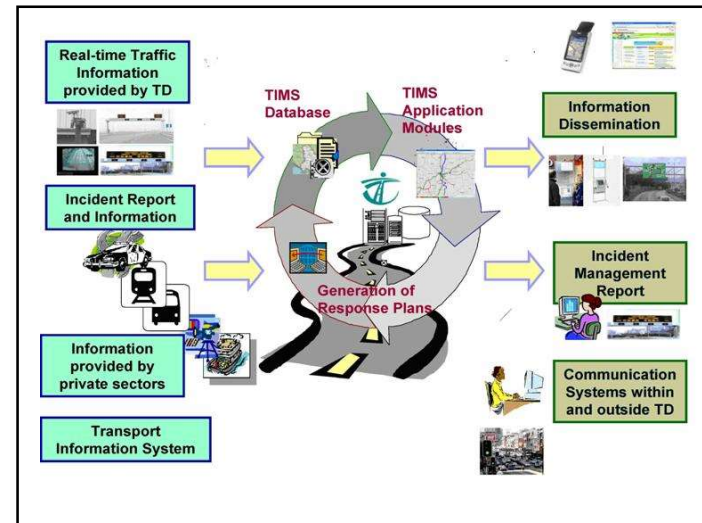 Real-time Traffic
Information
provided by TD
Incident Report
and Information
Information
provided by
private sectors
Transport
Information System
TIMS
Database
TIMS
Application
Modules
Generation of
Response Plans
Information
Dissemination
Incident
Management
Report
Communication
Systems within
and outside TD